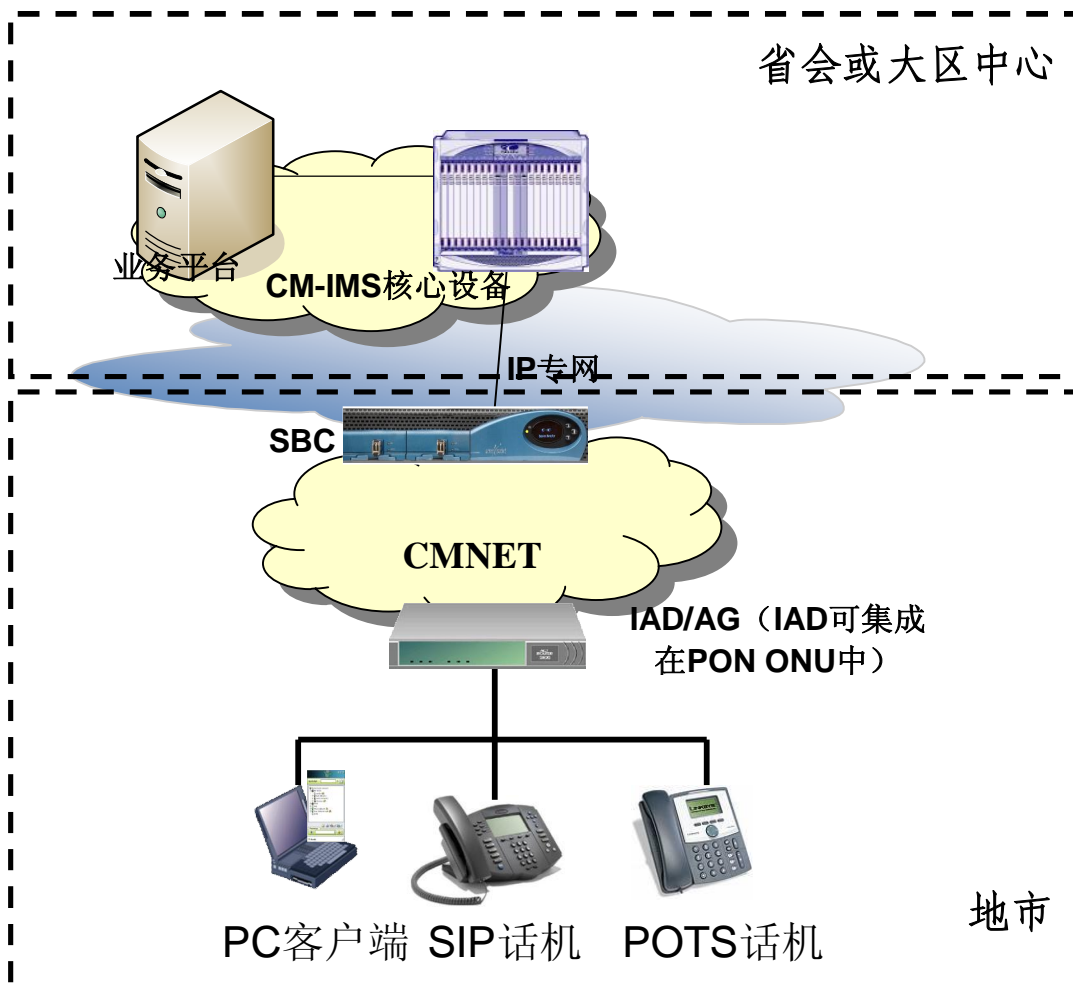 省会或大区中心
业务平台
CM-IMS核心设备
IP专网
SBC
CMNET
IAD/AG（IAD可集成
在PON ONU中）
PC客户端
SIP话机
POTS话机
地市